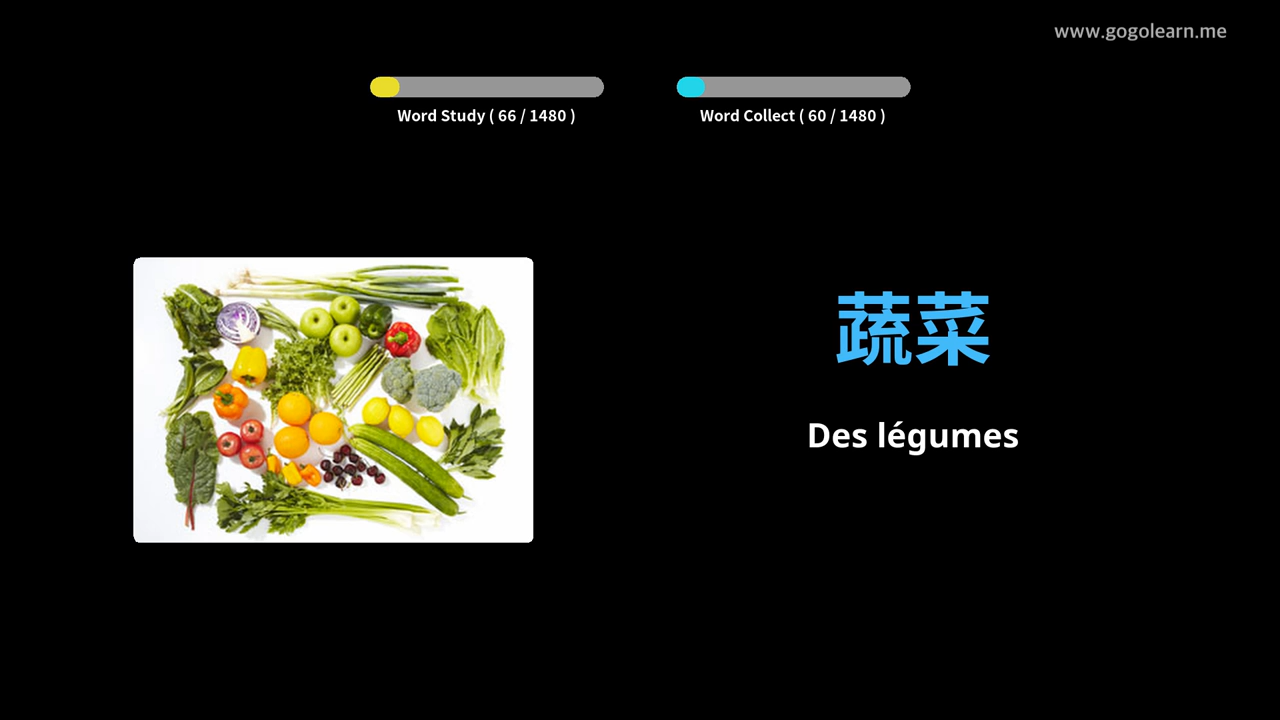 www.gogolearn.me
Word Study ( 66 / 1480 )
Word Collect ( 60 / 1480 )
蔬菜
Des légumes